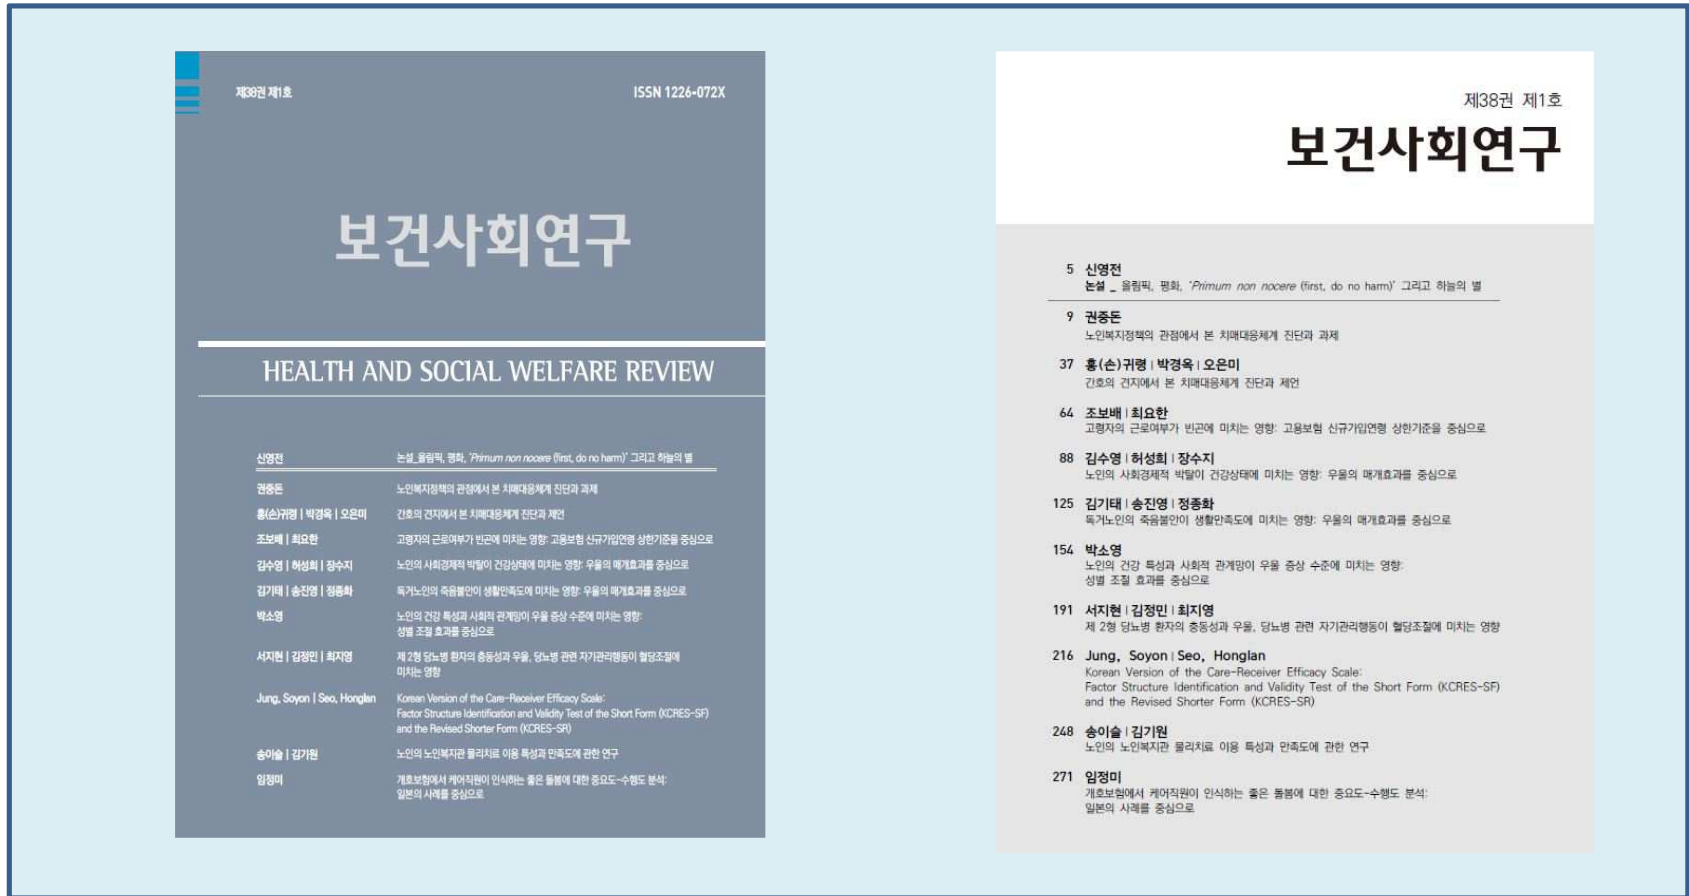 제38권 제1호
ISSN 1226-072X
보건사회연구
HEALTH AND SOCIAL WELFARE REVIEW
신영전 논설_올림픽, 평화, ‘Primum non nocere (first, do no harm)’ 그리고 하늘의 별
권중돈 노인복지정책의 관점에서 본 치매대응체계 진단과 과제
홍(손)귀령 | 박경옥 | 오은미 간호의 견지에서 본 치매대응체계 진단과 제언
조보배 | 최요한 고령자의 근로여부가 빈곤에 미치는 영향: 고용보험 신규가입연령 상한기준을 중심으로
김수영 | 허성희 | 장수지 노인의 사회경제적 박탈이 건강상태에 미치는 영향: 우울의 매개효과를 중심으로
김기태 | 송진영 | 정종화 독거노인의 죽음불안이 생활만족도에 미치는 영향: 우울의 매개효과를 중심으로
박소영 노인의 건강 특성과 사회적 관계망이 우울 증상 수준에 미치는 영향:
성별 조절 효과를 중심으로
서지현 | 김정민 | 최지영 제 2형 당뇨병 환자의 충동성과 우울, 당뇨병 관련 자기관리행동이 혈당조절에
미치는 영향
Jung, Soyon | Seo, Honglan Korean Version of the Care-Receiver Efficacy Scale:
Factor Structure Identification and Validity Test of the Short Form (KCRES-SF)
and the Revised Shorter Form (KCRES-SR)
송이슬 | 김기원 노인의 노인복지관 물리치료 이용 특성과 만족도에 관한 연구
임정미 개호보험에서 케어직원이 인식하는 좋은 돌봄에 대한 중요도-수행도 분석:
일본의 사례를 중심으로
제38권 제1호
보건사회연구
5 신영전
논설 _ 올림픽, 평화, ‘Primum non nocere (first, do no harm)’ 그리고 하늘의 별
9 권중돈
노인복지정책의 관점에서 본 치매대응체계 진단과 과제
37 홍(손)귀령 | 박경옥 | 오은미
간호의 견지에서 본 치매대응체계 진단과 제언
64 조보배 | 최요한
고령자의 근로여부가 빈곤에 미치는 영향: 고용보험 신규가입연령 상한기준을 중심으로
88 김수영 | 허성희 | 장수지
노인의 사회경제적 박탈이 건강상태에 미치는 영향: 우울의 매개효과를 중심으로
125 김기태 | 송진영 | 정종화
독거노인의 죽음불안이 생활만족도에 미치는 영향: 우울의 매개효과를 중심으로
154 박소영
노인의 건강 특성과 사회적 관계망이 우울 증상 수준에 미치는 영향:
성별 조절 효과를 중심으로
191 서지현 | 김정민 | 최지영
제 2형 당뇨병 환자의 충동성과 우울, 당뇨병 관련 자기관리행동이 혈당조절에 미치는 영향
216 Jung, Soyon | Seo, Honglan
Korean Version of the Care-Receiver Efficacy Scale:
Factor Structure Identification and Validity Test of the Short Form (KCRES-SF)
and the Revised Shorter Form (KCRES-SR)
248 송이슬 | 김기원
노인의 노인복지관 물리치료 이용 특성과 만족도에 관한 연구
271 임정미
개호보험에서 케어직원이 인식하는 좋은 돌봄에 대한 중요도-수행도 분석:
일본의 사례를 중심으로